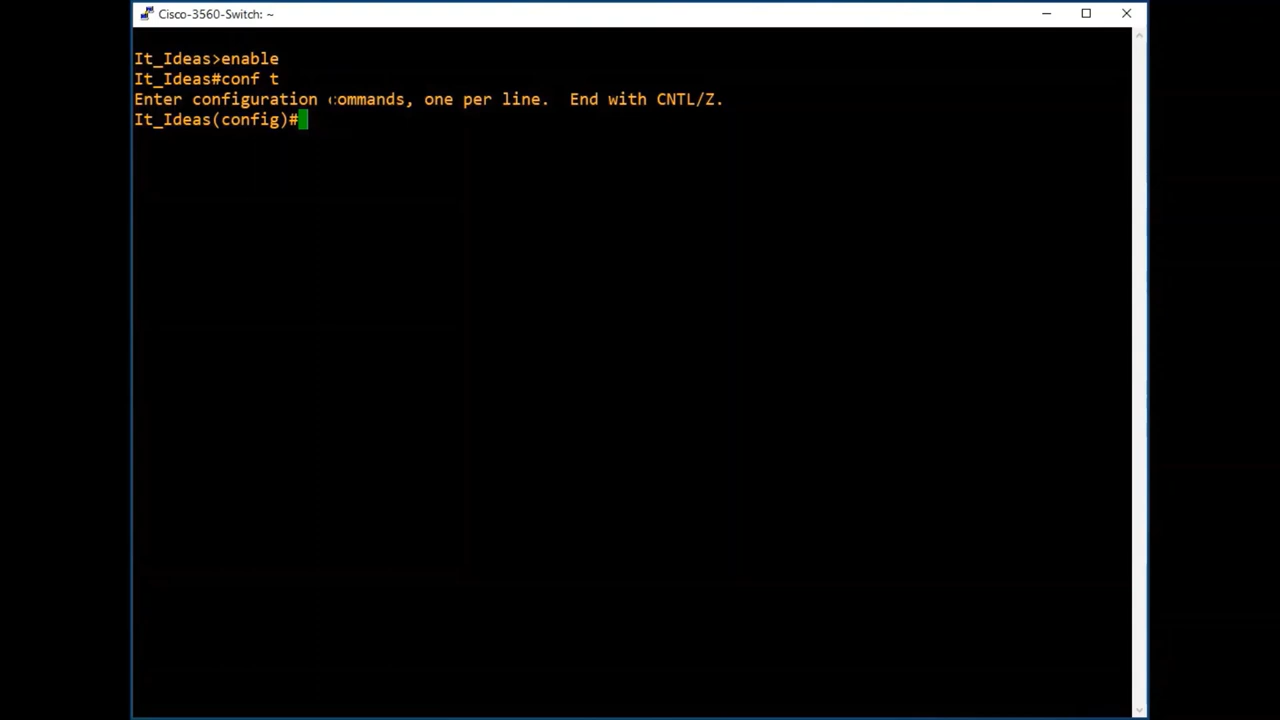 Cisco-3560-Switch: ~
It_Ideas>enable
It_Ideas#conf t
Enter configuration commands, one per line.  End with CNTL/Z.
It_Ideas(config)#